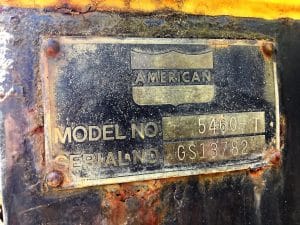 AMERICAN
MODEL NO. 5460-T
SERIAL NO. GS13782